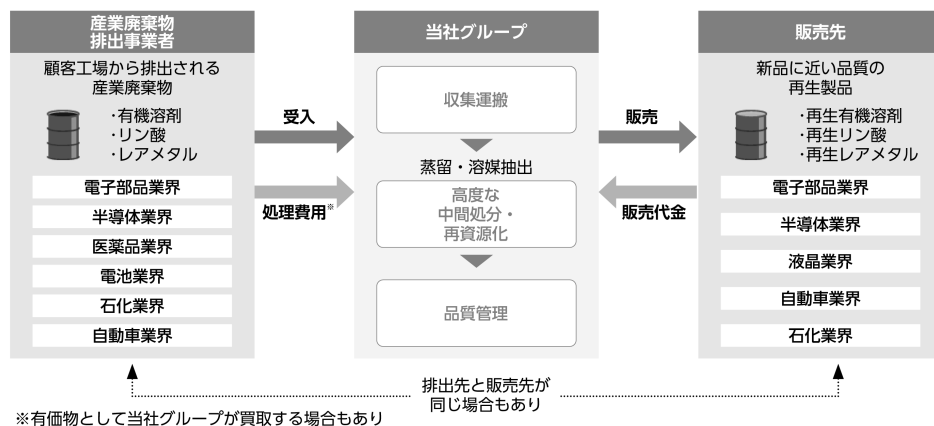 産業廃棄物
排出事業者
顧客工場から排出される
産業廃棄物
・有機溶剤
・リン酸
・レアメタル
電子部品業界
半導体業界
医薬品業界
電池業界
石化業界
自動車業界
受入
処理費用※
当社グループ
収集運搬
蒸留・溶媒抽出
高度な
中間処分・
再資源化
品質管理
販売
販売代金
販売先
新品に近い品質の
再生製品
・再生有機溶剤
・再生リン酸
・再生レアメタル
電子部品業界
半導体業界
液晶業界
自動車業界
石化業界
排出先と販売先が
同じ場合もあり
※有価物として当社グループが買取する場合もあり